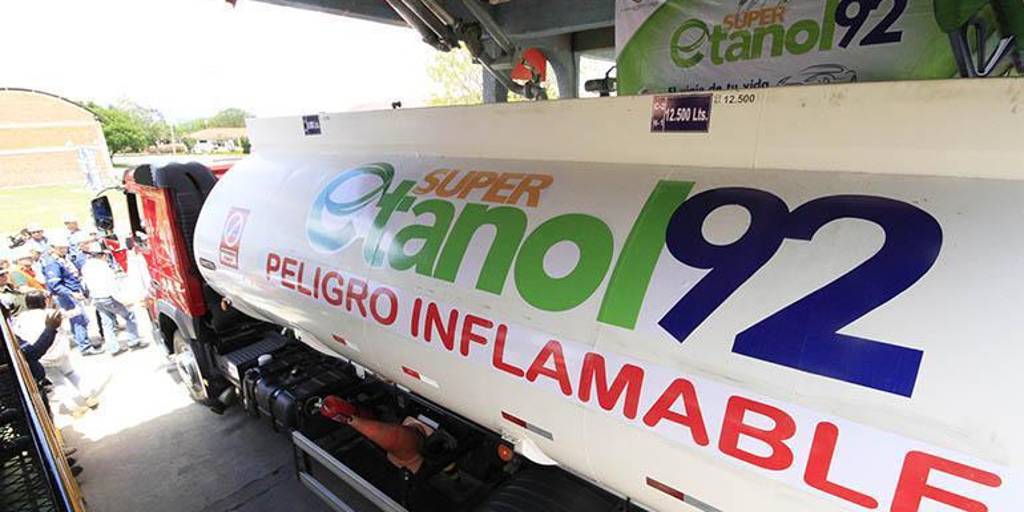 SUPER
etanol 92
12.500 Lts.
12.500
SUPER
etanol 92
PELIGRO INFLAMABLE